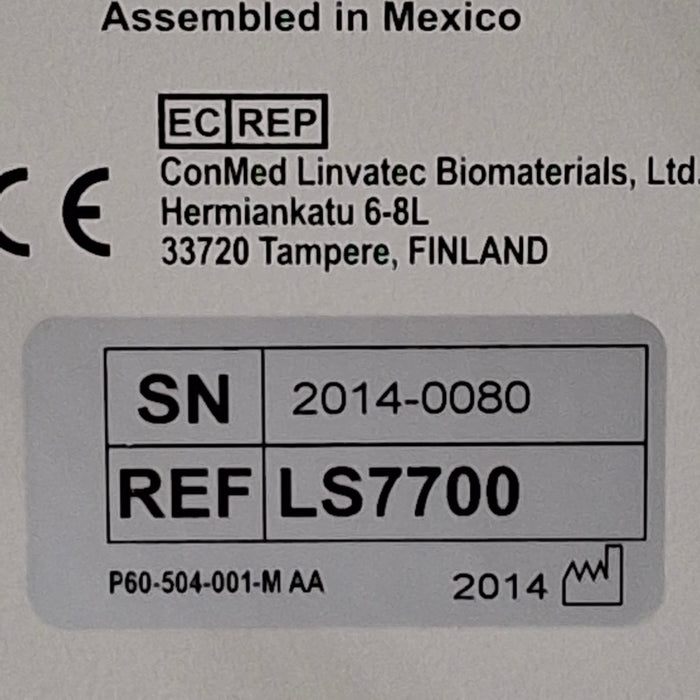 Assembled in Mexico
EC REP
CE
ConMed Linvatec Biomaterials, Ltd.
Hermiankatu 6-8L
33720 Tampere, FINLAND
SN 2014-0080
REF LS7700
P60-504-001-M AA
2014